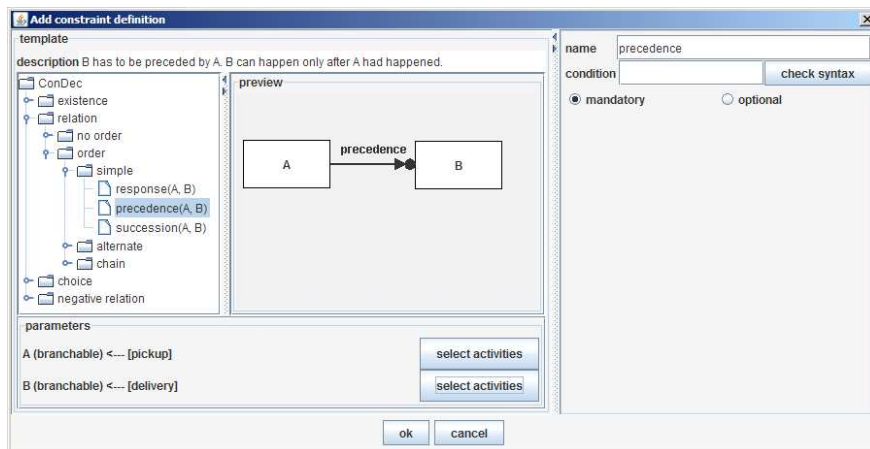 Add constraint definition
template
description B has to be preceded by A. B can happen only after A had happened.
ConDec
existence
relation
no order
order
simple
response(A, B)
precedence(A, B)
succession(A, B)
alternate
chain
choice
negative relation
preview
precedence
A
B
parameters
A (branchable) <--- [pickup]
select activities
B (branchable) <--- [delivery]
select activities
name precedence
condition check syntax
mandatory optional
ok cancel